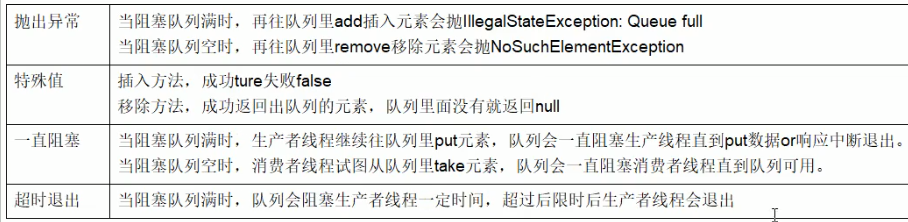 抛出异常
当阻塞队列满时，再往队列里add插入元素会抛IllegalStateException: Queue full
当阻塞队列空时，再往队列里remove移除元素会抛NoSuchElementException
特殊值
插入方法，成功ture失败false
移除方法，成功返回出队列的元素，队列里面没有就返回null
一直阻塞
当阻塞队列满时，生产者线程继续往队列里put元素，队列会一直阻塞生产线程直到put数据or响应中断退出。
当阻塞队列空时，消费者线程试图从队列里take元素，队列会一直阻塞消费者线程直到队列可用。
超时退出
当阻塞队列满时，队列会阻塞生产者线程一定时间，超过后限时后生产者线程会退出